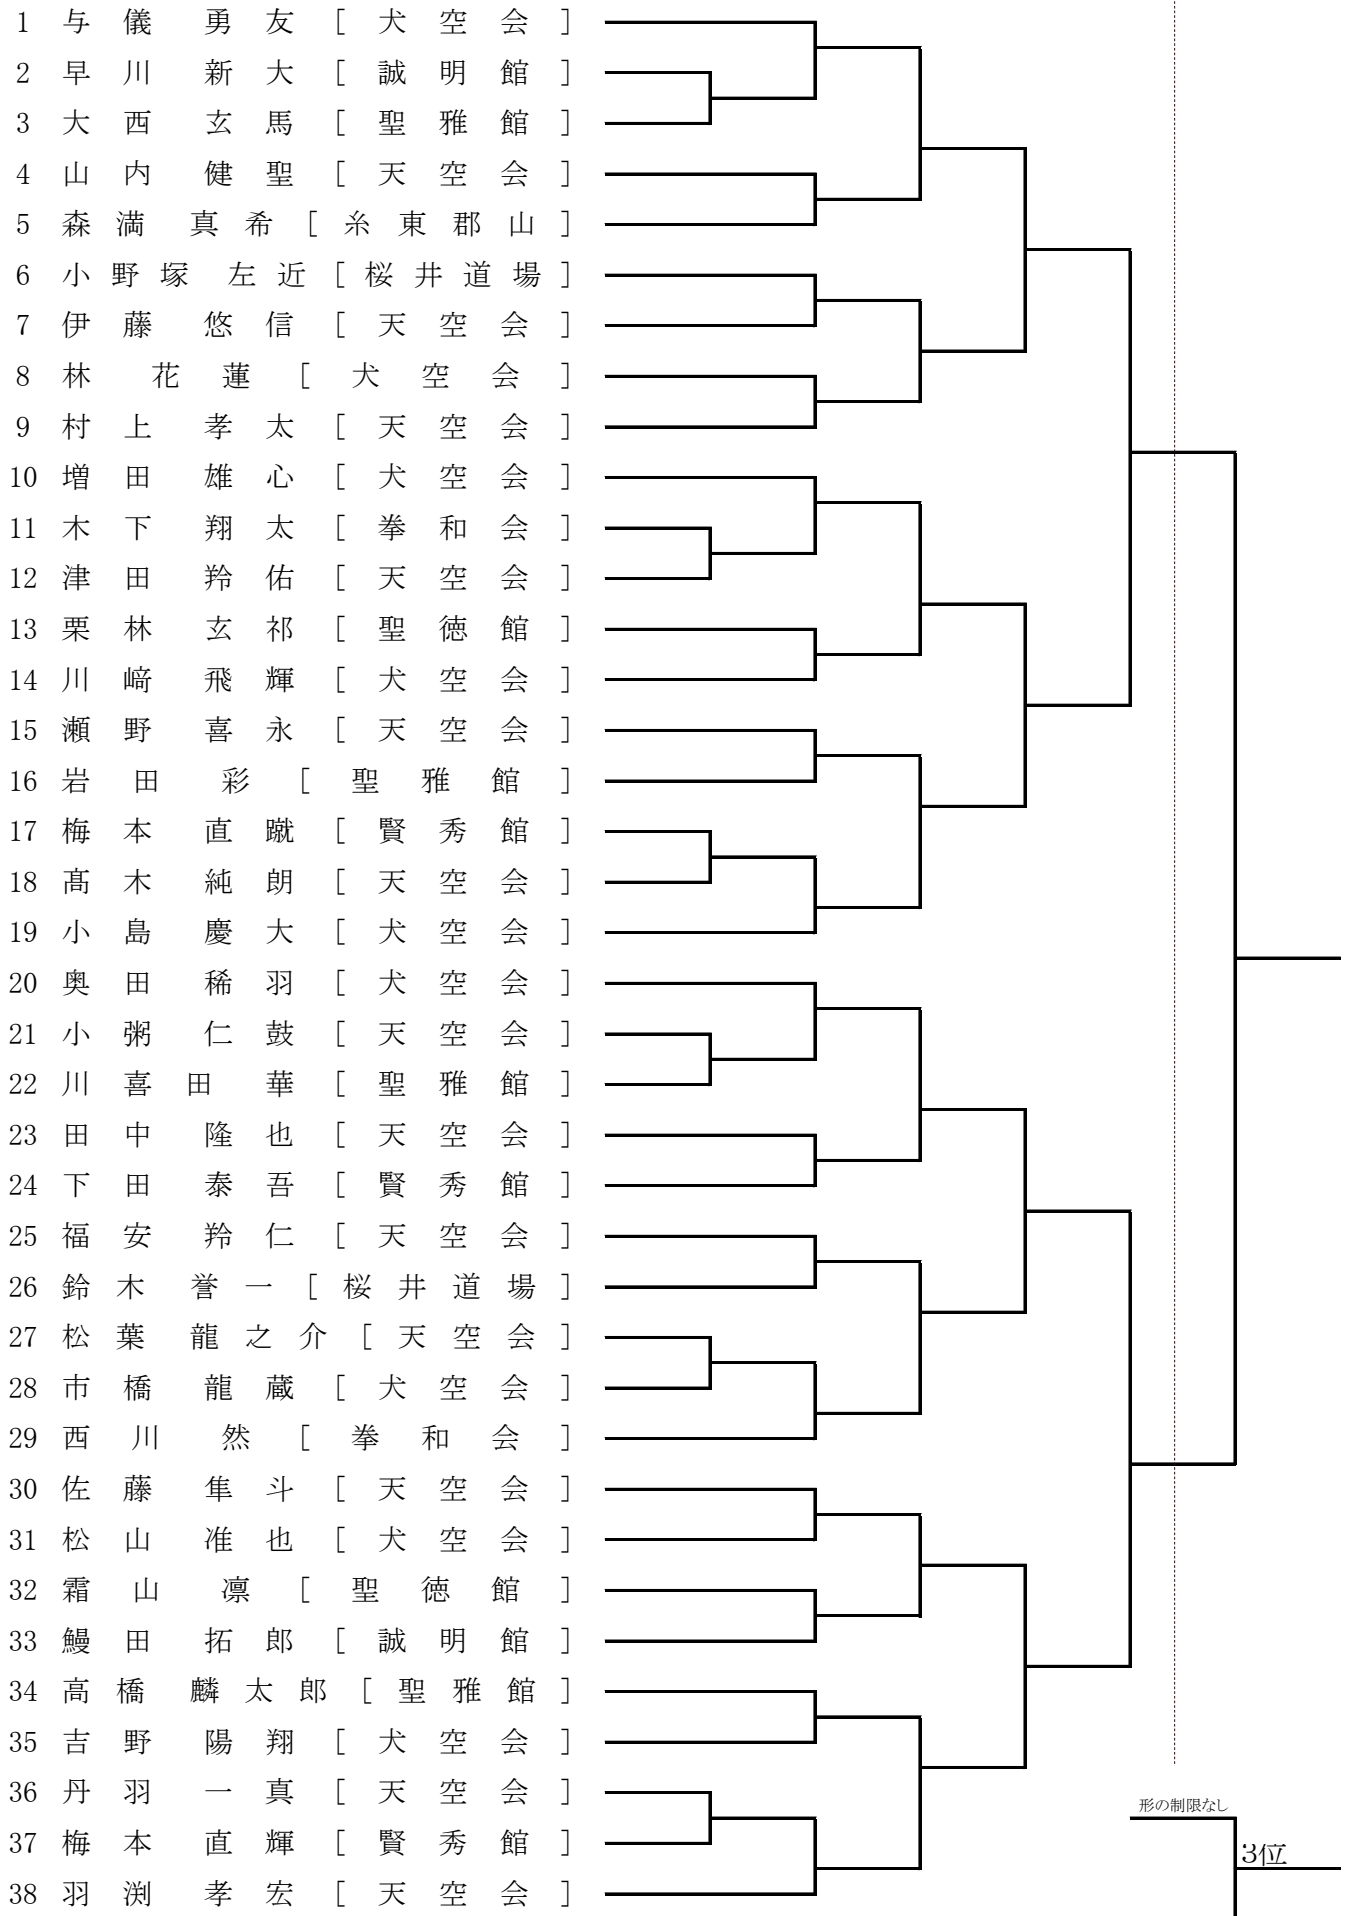 1 与儀 勇友 [犬空会]
2 早川 新大 [誠明館]
3 大西 玄馬 [聖雅館]
4 山内 健聖 [天空会]
5 森満 真希 [糸東郡山]
6 小野塚 左近 [桜井道場]
7 伊藤 悠信 [天空会]
8 林 花蓮 [犬空会]
9 村上 孝太 [天空会]
10 増田 雄心 [犬空会]
11 木下 翔太 [拳和会]
12 津田 羚佑 [天空会]
13 栗林 玄祁 [聖徳館]
14 川﨑 飛輝 [犬空会]
15 瀬野 喜永 [天空会]
16 岩田 彩 [聖雅館]
17 梅本 直蹴 [賢秀館]
18 髙木 純朗 [天空会]
19 小島 慶大 [犬空会]
20 奥田 稀羽 [犬空会]
21 小粥 仁鼓 [天空会]
22 川喜田 華 [聖雅館]
23 田中 隆也 [天空会]
24 下田 泰吾 [賢秀館]
25 福安 羚仁 [天空会]
26 鈴木 誉一 [桜井道場]
27 松葉 龍之介 [天空会]
28 市橋 龍蔵 [犬空会]
29 西川 然 [拳和会]
30 佐藤 隼斗 [天空会]
31 松山 准也 [犬空会]
32 霜山 凛 [聖徳館]
33 鰻田 拓郎 [誠明館]
34 高橋 麟太郎 [聖雅館]
35 吉野 陽翔 [犬空会]
36 丹羽 一真 [天空会]
形の制限なし
37 梅本 直輝 [賢秀館]
3位
38 羽渕 孝宏 [天空会]